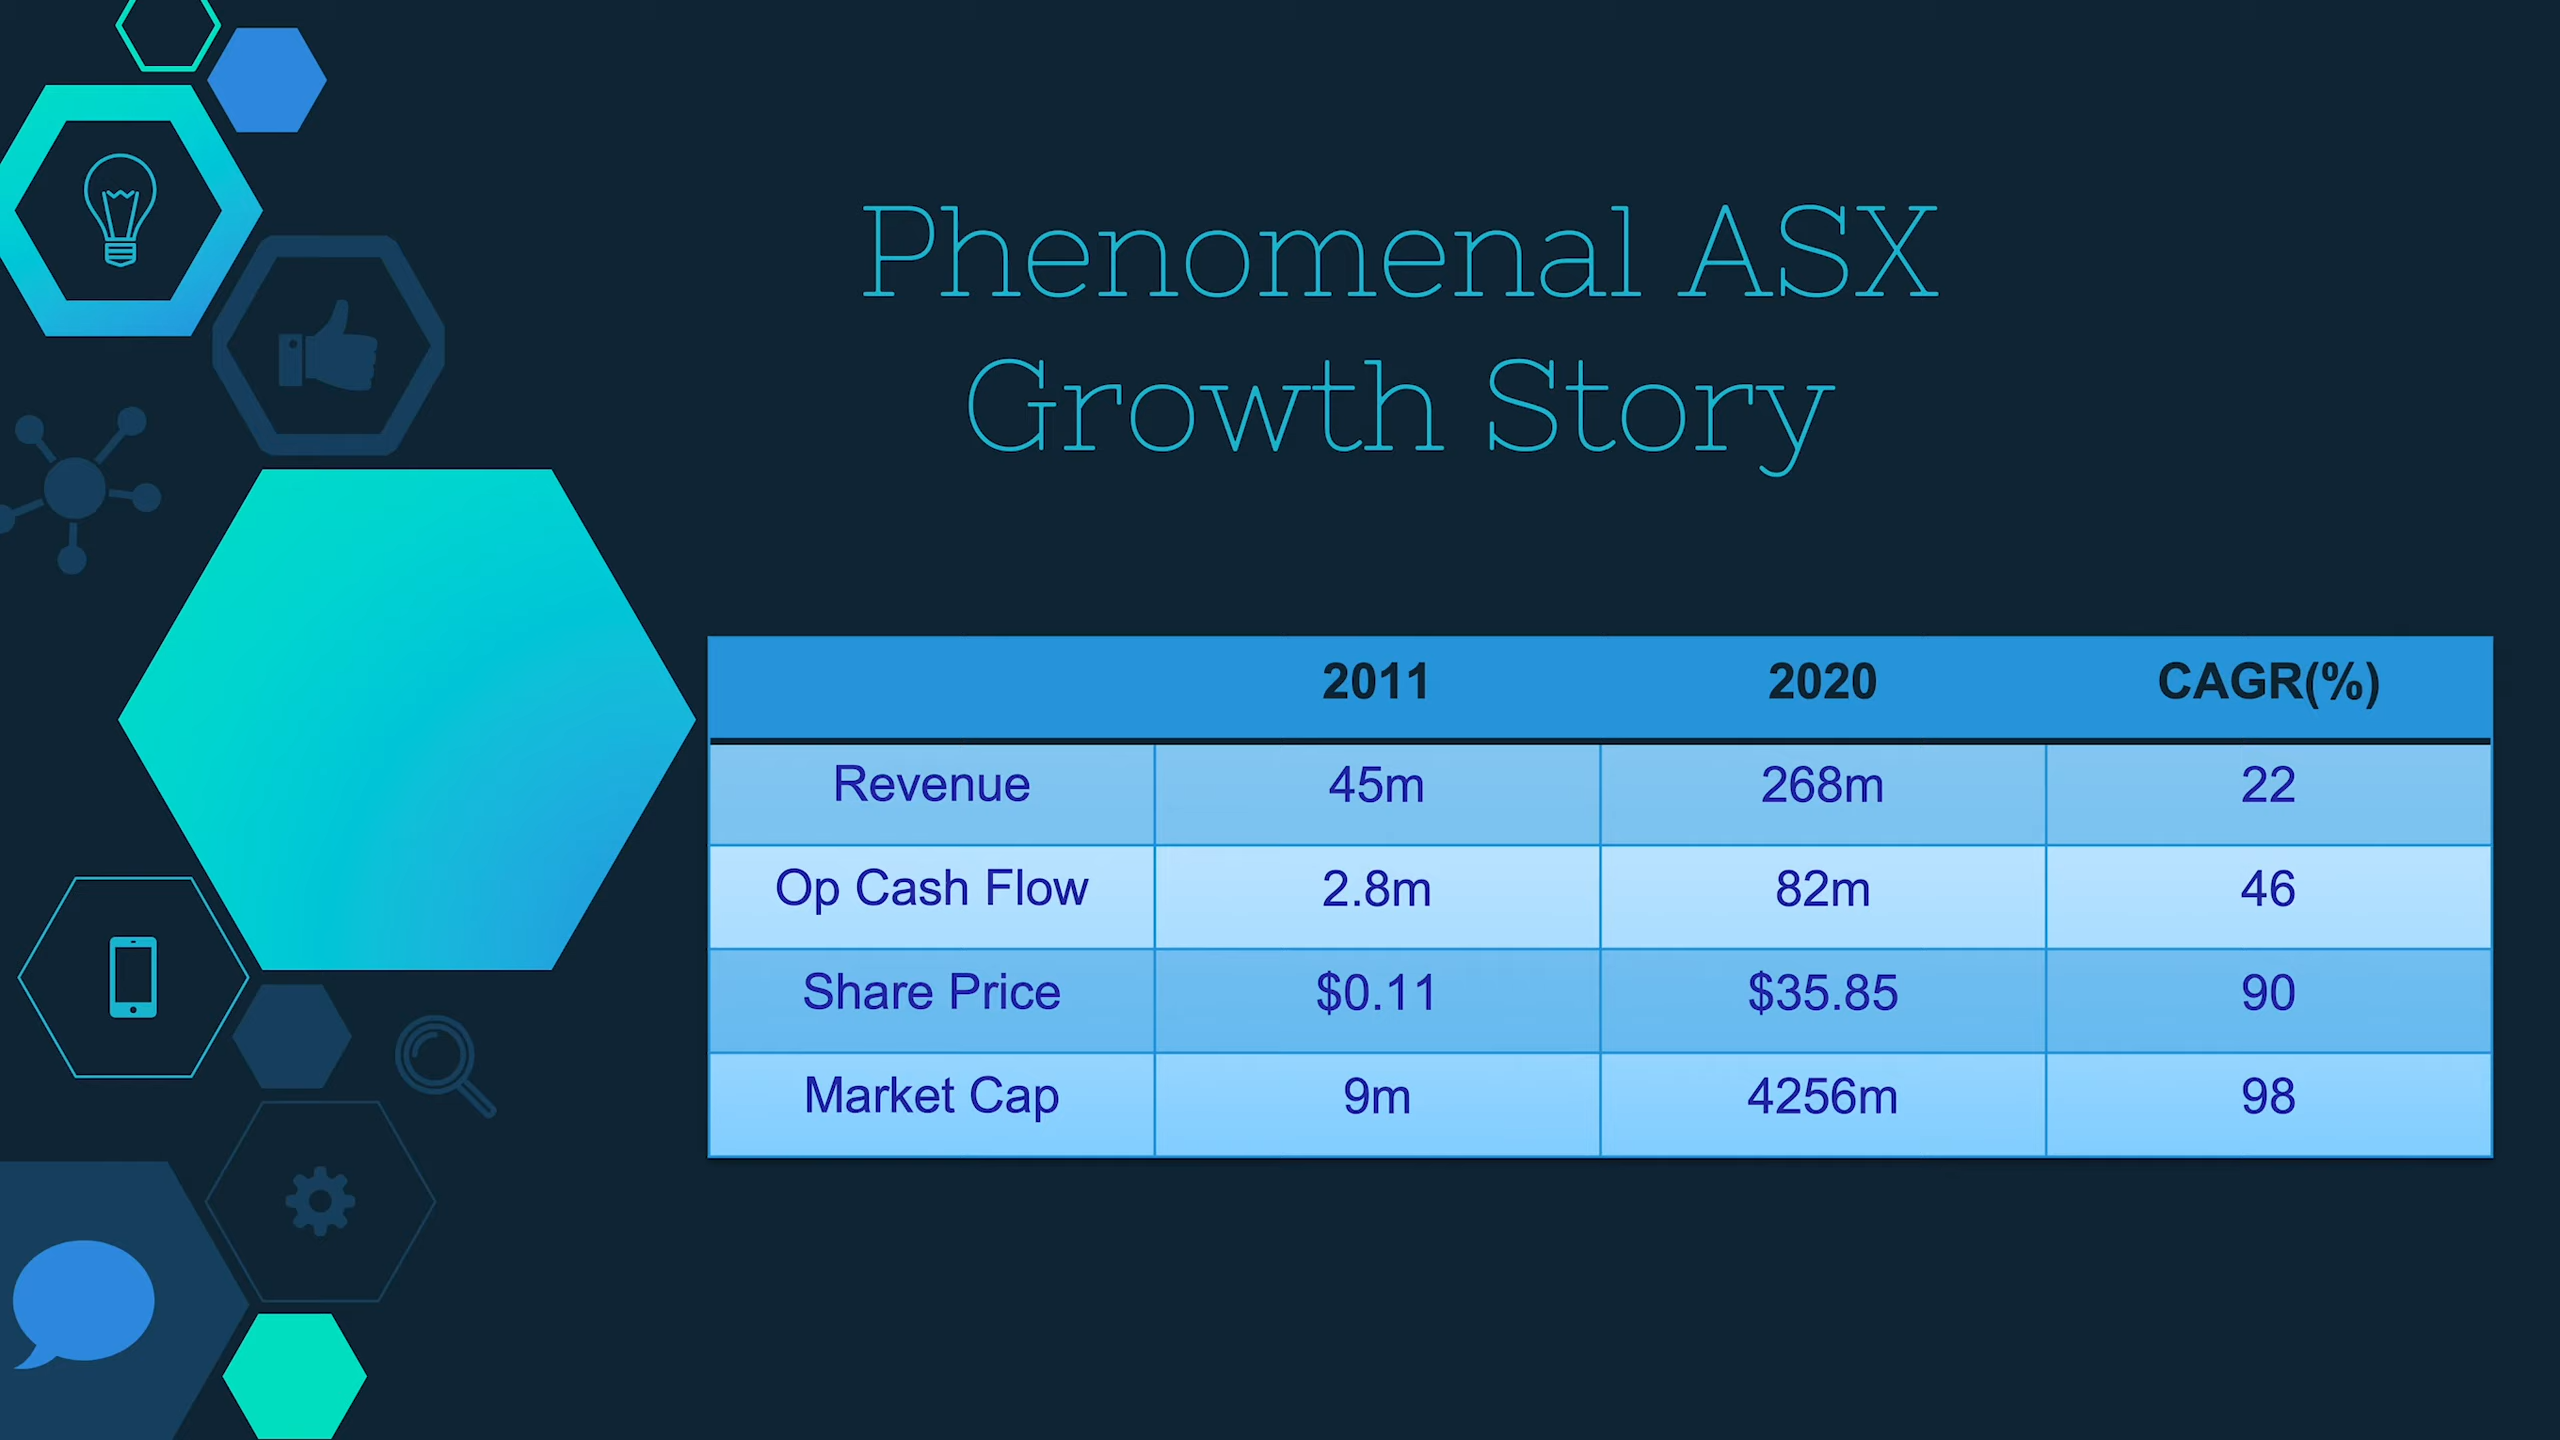 Phenomenal ASX
Growth Story
2011 2020 CAGR(%)
Revenue 45m 268m 22
Op Cash Flow 2.8m 82m 46
Share Price $0.11 $35.85 90
Market Cap 9m 4256m 98